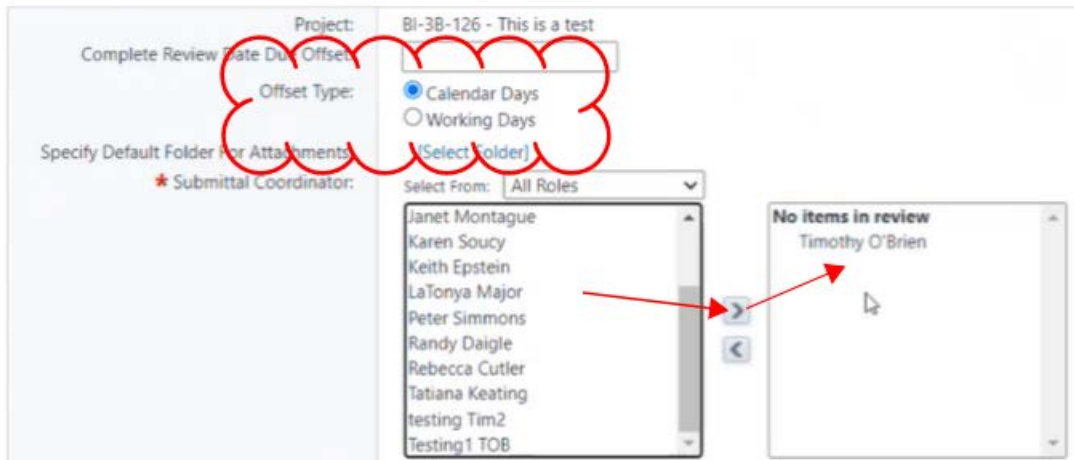 Project: BI-3B-126 - This is a test
Complete Review Date Due Offset:
Offset Type: Calendar Days
Working Days
Specify Default Folder For Attachments: [Select Folder]
* Submittal Coordinator: Select From: All Roles
Janet Montague
Karen Soucy
Keith Epstein
LaTonya Major
Peter Simmons
Randy Daigle
Rebecca Cutler
Tatiana Keating
testing Tim2
Testing1 TOB
No items in review
Timothy O'Brien